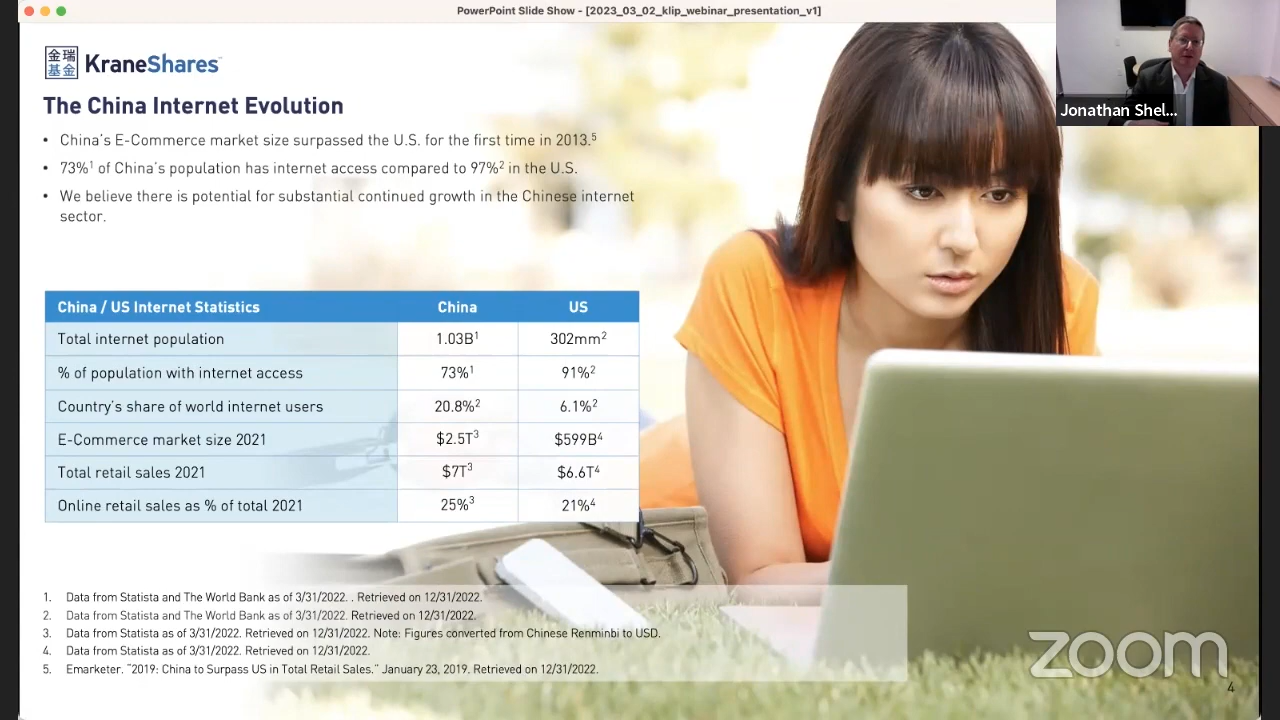 PowerPoint Slide Show - [2023_03_02_klip_webinar_presentation_v1]
金瑞
基金
KraneShares
Jonathan Shel...
The China Internet Evolution
• China's E-Commerce market size surpassed the U.S. for the first time in 2013.⁵
• 73%¹ of China's population has internet access compared to 97%² in the U.S.
• We believe there is potential for substantial continued growth in the Chinese internet
sector.
China / US Internet Statistics China US
Total internet population 1.03B¹ 302mm²
% of population with internet access 73%¹ 91%²
Country's share of world internet users 20.8%² 6.1%²
E-Commerce market size 2021 $2.5T³ $599B⁴
Total retail sales 2021 $7T³ $6.6T⁴
Online retail sales as % of total 2021 25%³ 21%⁴
1. Data from Statista and The World Bank as of 3/31/2022. . Retrieved on 12/31/2022.
2. Data from Statista and The World Bank as of 3/31/2022. Retrieved on 12/31/2022.
3. Data from Statista as of 3/31/2022. Retrieved on 12/31/2022. Note: Figures converted from Chinese Renminbi to USD.
4. Data from Statista as of 3/31/2022. Retrieved on 12/31/2022.
5. Emarketer. "2019: China to Surpass US in Total Retail Sales." January 23, 2019. Retrieved on 12/31/2022.
zoom
4